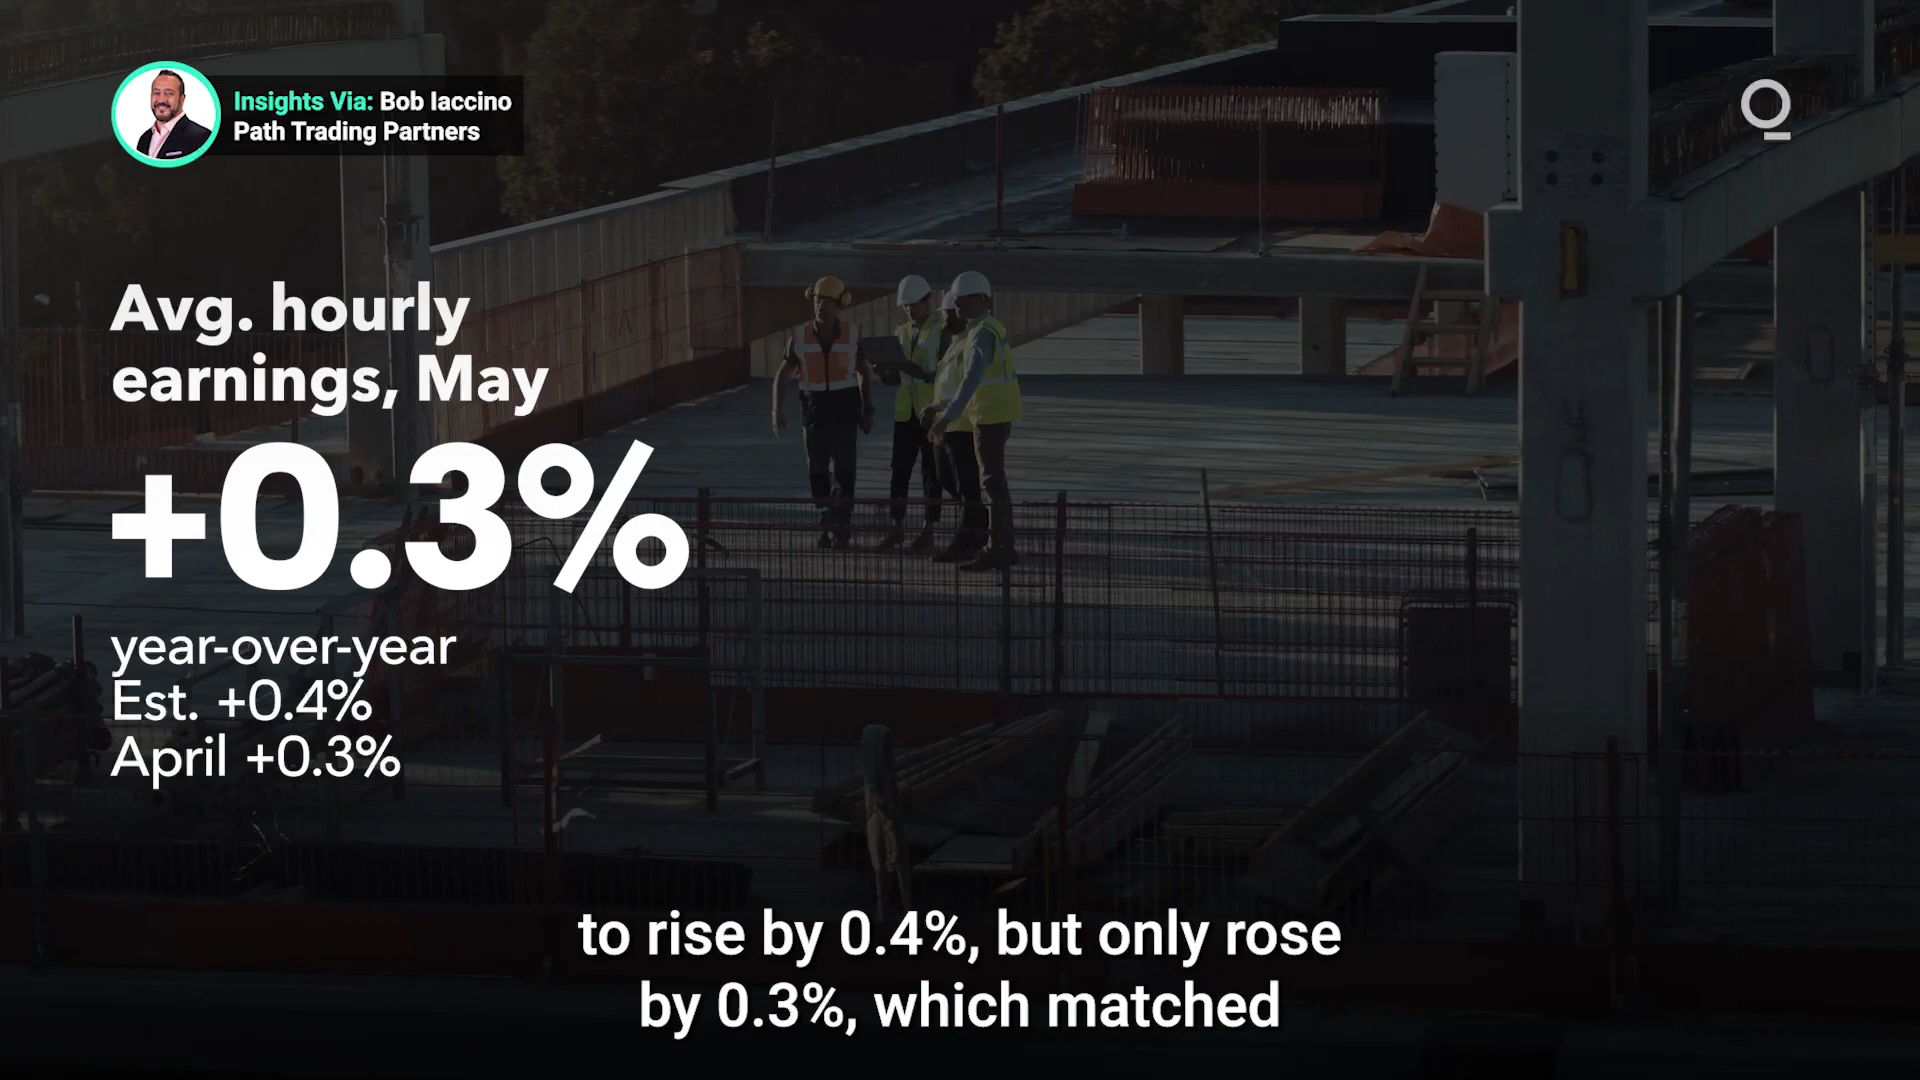 Insights Via: Bob Iaccino
Path Trading Partners
Avg. hourly
earnings, May
+0.3%
year-over-year
Est. +0.4%
April +0.3%
to rise by 0.4%, but only rose
by 0.3%, which matched